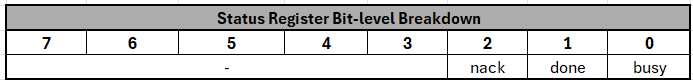 Status Register Bit-level Breakdown
7 6 5 4 3 2 1 0
- nack done busy